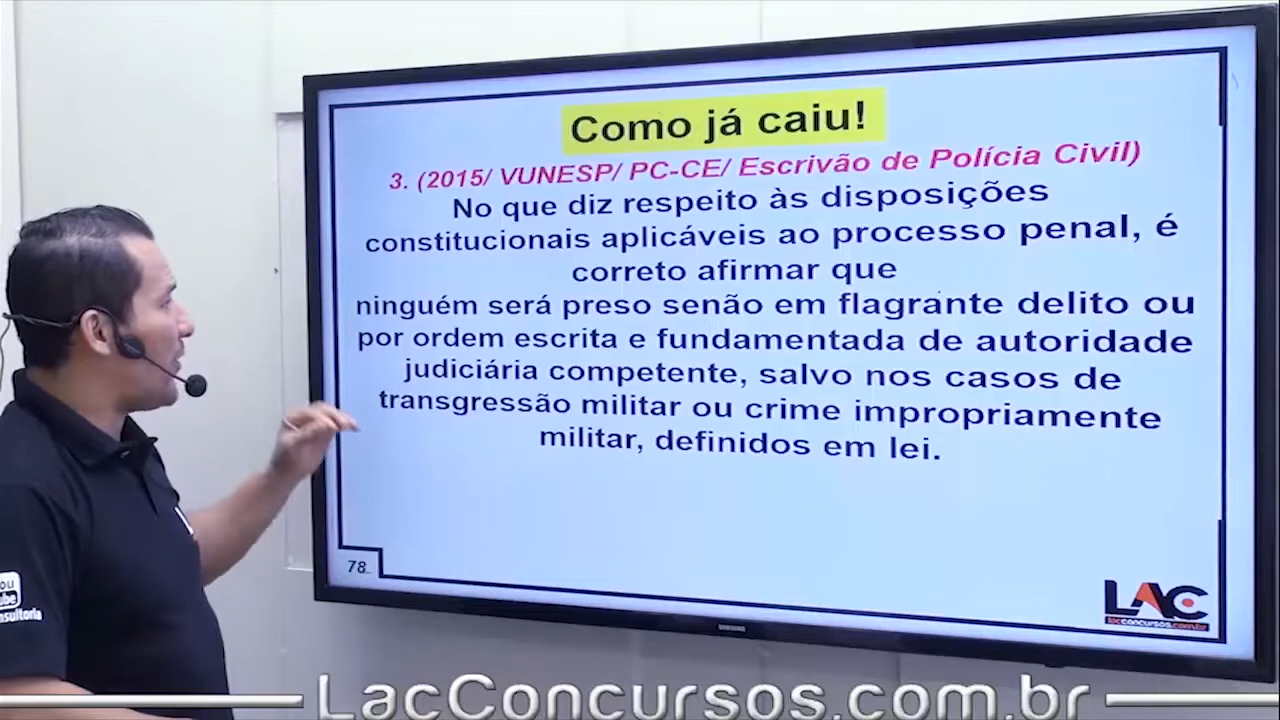 Como já caiu!
3. (2015/ VUNESP/ PC-CE/ Escrivão de Polícia Civil)
No que diz respeito às disposições
constitucionais aplicáveis ao processo penal, é
correto afirmar que
ninguém será preso senão em flagrante delito ou
por ordem escrita e fundamentada de autoridade
judiciária competente, salvo nos casos de
transgressão militar ou crime impropriamente
militar, definidos em lei.
78
LAC
lacconcursos.com.br
SAMSUNG
LacConcursos.com.br